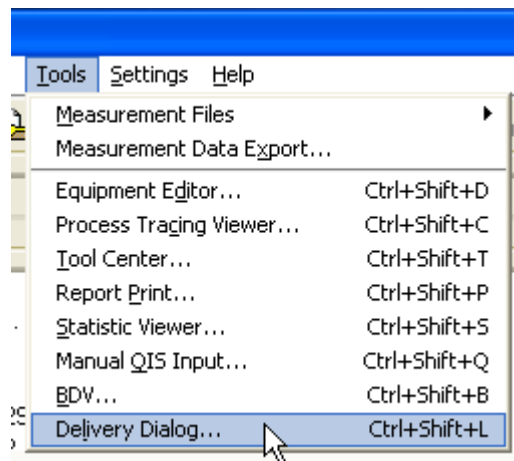 Tools Settings Help
Measurement Files
Measurement Data Export...
Equipment Editor... Ctrl+Shift+D
Process Tracing Viewer... Ctrl+Shift+C
Tool Center... Ctrl+Shift+T
Report Print... Ctrl+Shift+P
Statistic Viewer... Ctrl+Shift+S
Manual QIS Input... Ctrl+Shift+Q
BDV... Ctrl+Shift+B
Delivery Dialog... Ctrl+Shift+L